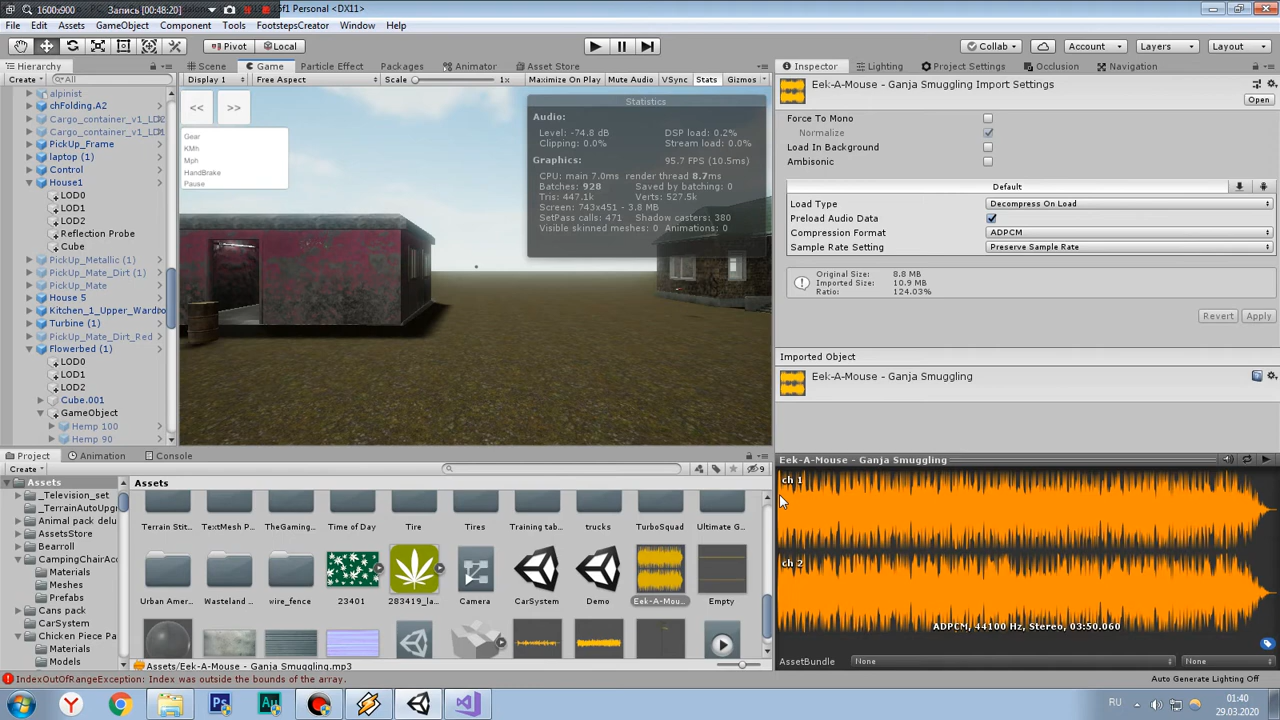 1600x900 Запись [00:48:20] of1 Personal <DX11>
File Edit Assets GameObject Component Tools FootstepsCreator Window Help
Pivot Local Collab Account Layers Layout
Hierarchy Scene Game Particle Effect Packages Animator Asset Store Inspector Lighting Project Settings Occlusion Navigation
Create All Display 1 Free Aspect Scale 1x Maximize On Play Mute Audio VSync Stats Gizmos
Eek-A-Mouse - Ganja Smuggling Import Settings
Open
alpinist
chFolding.A2
Cargo_container_v1_LD2
Cargo_container_v1_LD1
PickUp_Frame
laptop (1)
Control
House1
LOD0
LOD1
LOD2
Reflection Probe
Cube
PickUp_Metallic (1)
PickUp_Mate_Dirt (1)
PickUp_Mate
House 5
Kitchen_1_Upper_Wardro
Turbine (1)
PickUp_Mate_Dirt_Red
Flowerbed (1)
LOD0
LOD1
LOD2
Cube.001
GameObject
Hemp 100
Hemp 90
<< >>
Gear
KMh
Mph
HandBrake
Pause
Statistics
Audio:
Level: -74.8 dB DSP load: 0.2%
Clipping: 0.0% Stream load: 0.0%
Graphics: 95.7 FPS (10.5ms)
CPU: main 7.0ms render thread 8.7ms
Batches: 928 Saved by batching: 0
Tris: 447.1k Verts: 527.5k
Screen: 743x451 - 3.8 MB
SetPass calls: 471 Shadow casters: 380
Visible skinned meshes: 0 Animations: 0
Force To Mono
Normalize
Load In Background
Ambisonic
Default
Load Type Decompress On Load
Preload Audio Data
Compression Format ADPCM
Sample Rate Setting Preserve Sample Rate
Original Size: 8.8 MB
Imported Size: 10.9 MB
Ratio: 124.03%
Revert Apply
Imported Object
Eek-A-Mouse - Ganja Smuggling
Project Animation Console
Create 9
Assets
_Television_set
_TerrainAutoUpgr
Animal pack delu
AssetsStore
Bearroll
CampingChairAcc
Materials
Meshes
Prefabs
Cans pack
CarSystem
Chicken Piece Pa
Materials
Models
Assets
Terrain Stit... TextMesh P... TheGaming... Time of Day Tire Tires Training tab... trucks TurboSquad Ultimate G...
Urban Amer... Wasteland ... wire_fence 23401 283419_la... Camera CarSystem Demo Eek-A-Mou... Empty
Assets/Eek-A-Mouse - Ganja Smuggling.mp3
Eek-A-Mouse - Ganja Smuggling
ch 1
ch 2
ADPCM, 44100 Hz, Stereo, 03:50.060
AssetBundle None None
IndexOutOfRangeException: Index was outside the bounds of the array.
Auto Generate Lighting Off
RU 01:40
29.03.2020